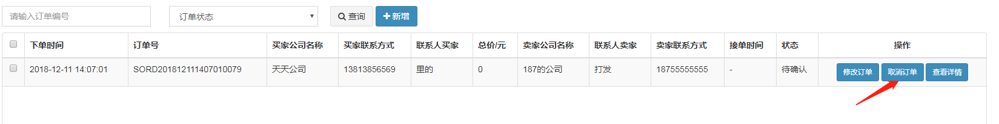 请输入订单编号 订单状态 查询 新增
下单时间 订单号 买家公司名称 买家联系方式 联系人买家 总价/元 卖家公司名称 联系人卖家 卖家联系方式 接单时间 状态 操作
2018-12-11 14:07:01 SORD201812111407010079 天天公司 13813856569 里的 0 187的公司 打发 18755555555 - 待确认 修改订单 取消订单 查看详情